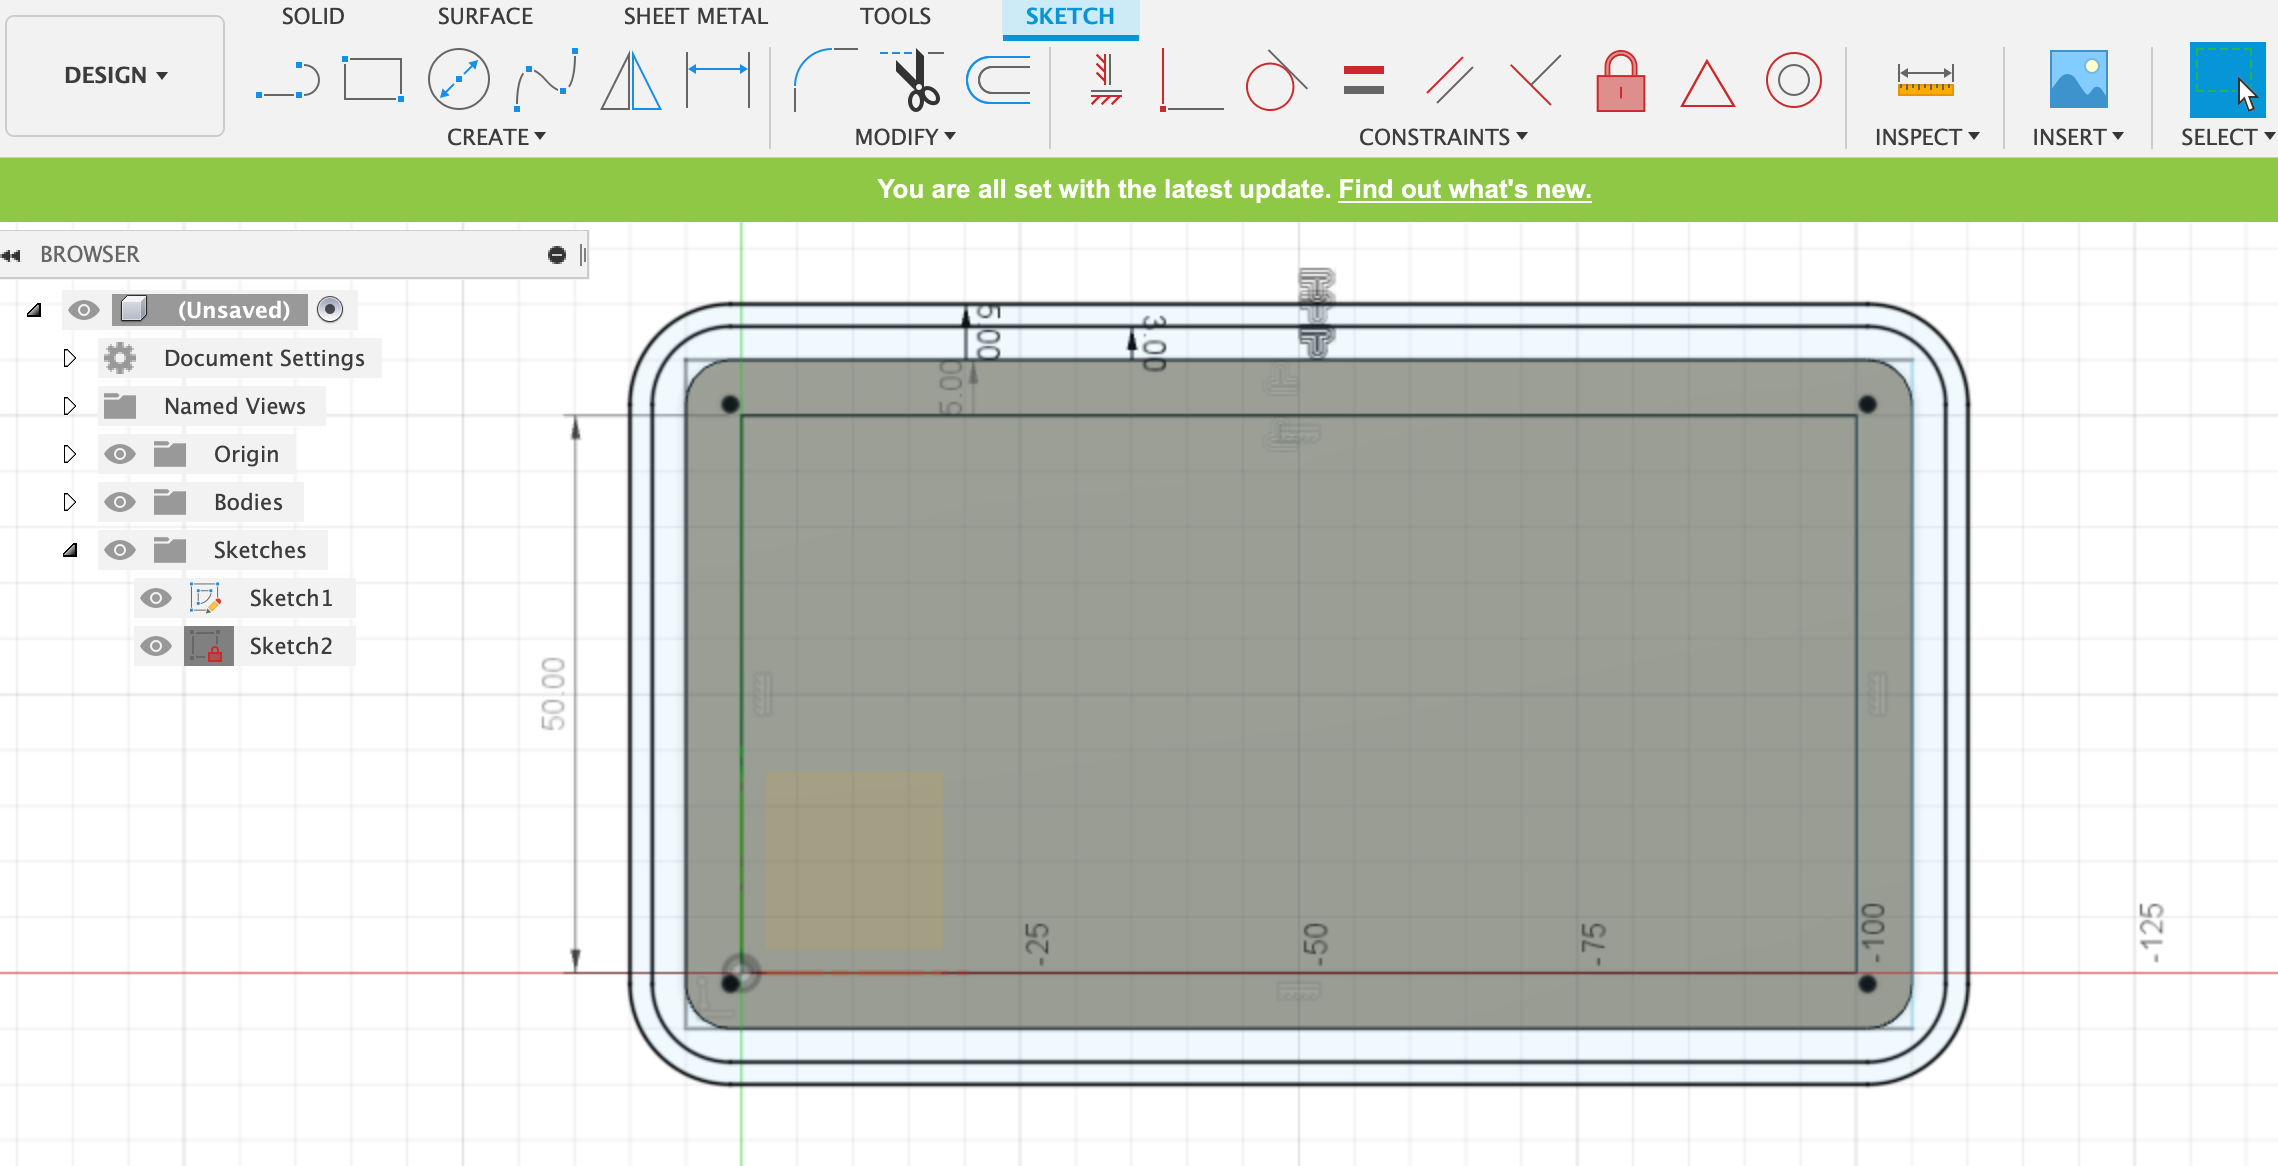 SOLID SURFACE SHEET METAL TOOLS SKETCH
DESIGN
CREATE MODIFY CONSTRAINTS INSPECT INSERT SELECT
You are all set with the latest update. Find out what's new.
BROWSER
(Unsaved)
Document Settings
Named Views
Origin
Bodies
Sketches
Sketch1
Sketch2
5.00
3.00
5.00
50.00
-25
-50
-75
-100
-125